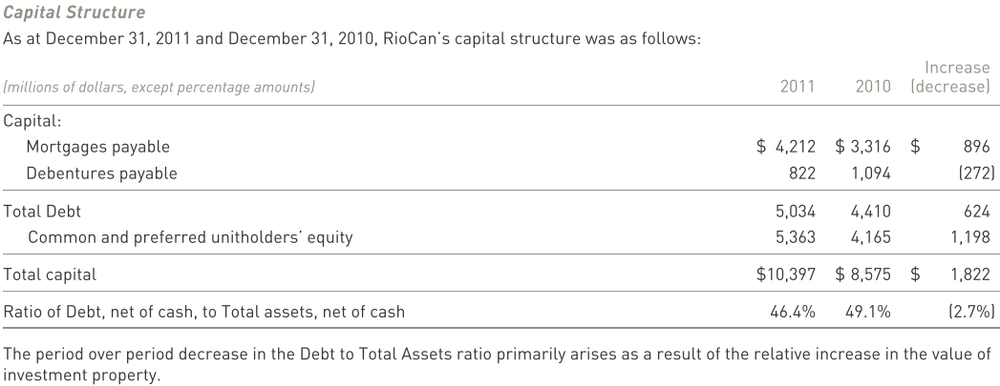 Capital Structure
As at December 31, 2011 and December 31, 2010, RioCan's capital structure was as follows:
Increase
(millions of dollars, except percentage amounts) 2011 2010 (decrease)
Capital:
Mortgages payable $ 4,212 $ 3,316 $ 896
Debentures payable 822 1,094 (272)
Total Debt 5,034 4,410 624
Common and preferred unitholders' equity 5,363 4,165 1,198
Total capital $10,397 $ 8,575 $ 1,822
Ratio of Debt, net of cash, to Total assets, net of cash 46.4% 49.1% (2.7%)
The period over period decrease in the Debt to Total Assets ratio primarily arises as a result of the relative increase in the value of
investment property.